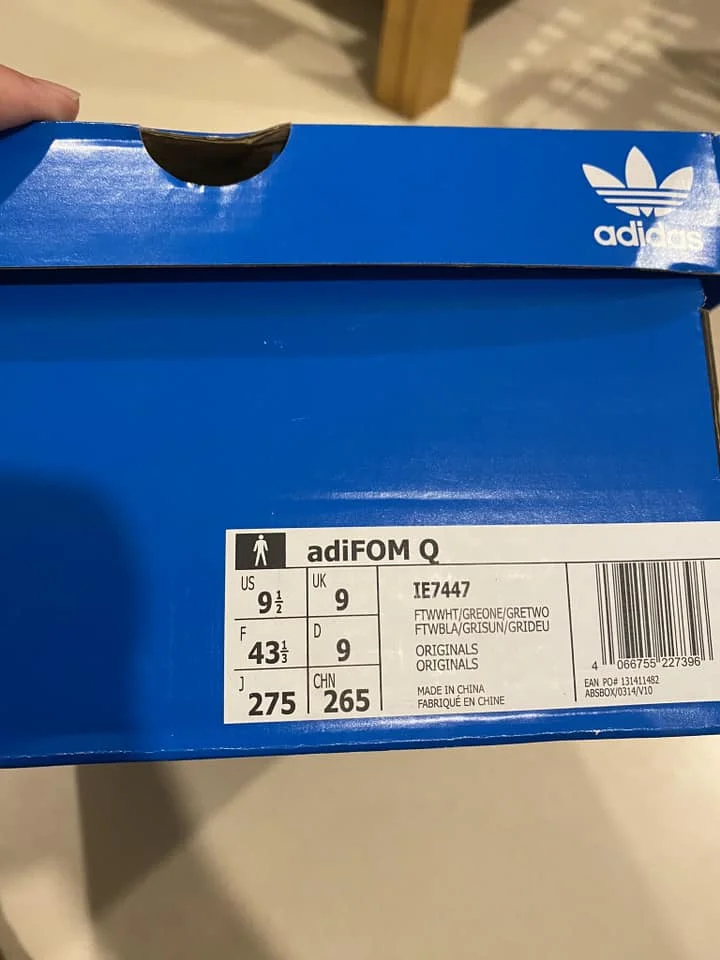 adidas
adiFOM Q
US
9½
UK
9
F
43⅓
D
9
J
275
CHN
265
IE7447
FTWWHT/GREONE/GRETWO
FTWBLA/GRISUN/GRIDEU
ORIGINALS
ORIGINALS
MADE IN CHINA
FABRIQUÉ EN CHINE
4 066755 227396
EAN PO# 131411482
ABSBOX/0314/V10